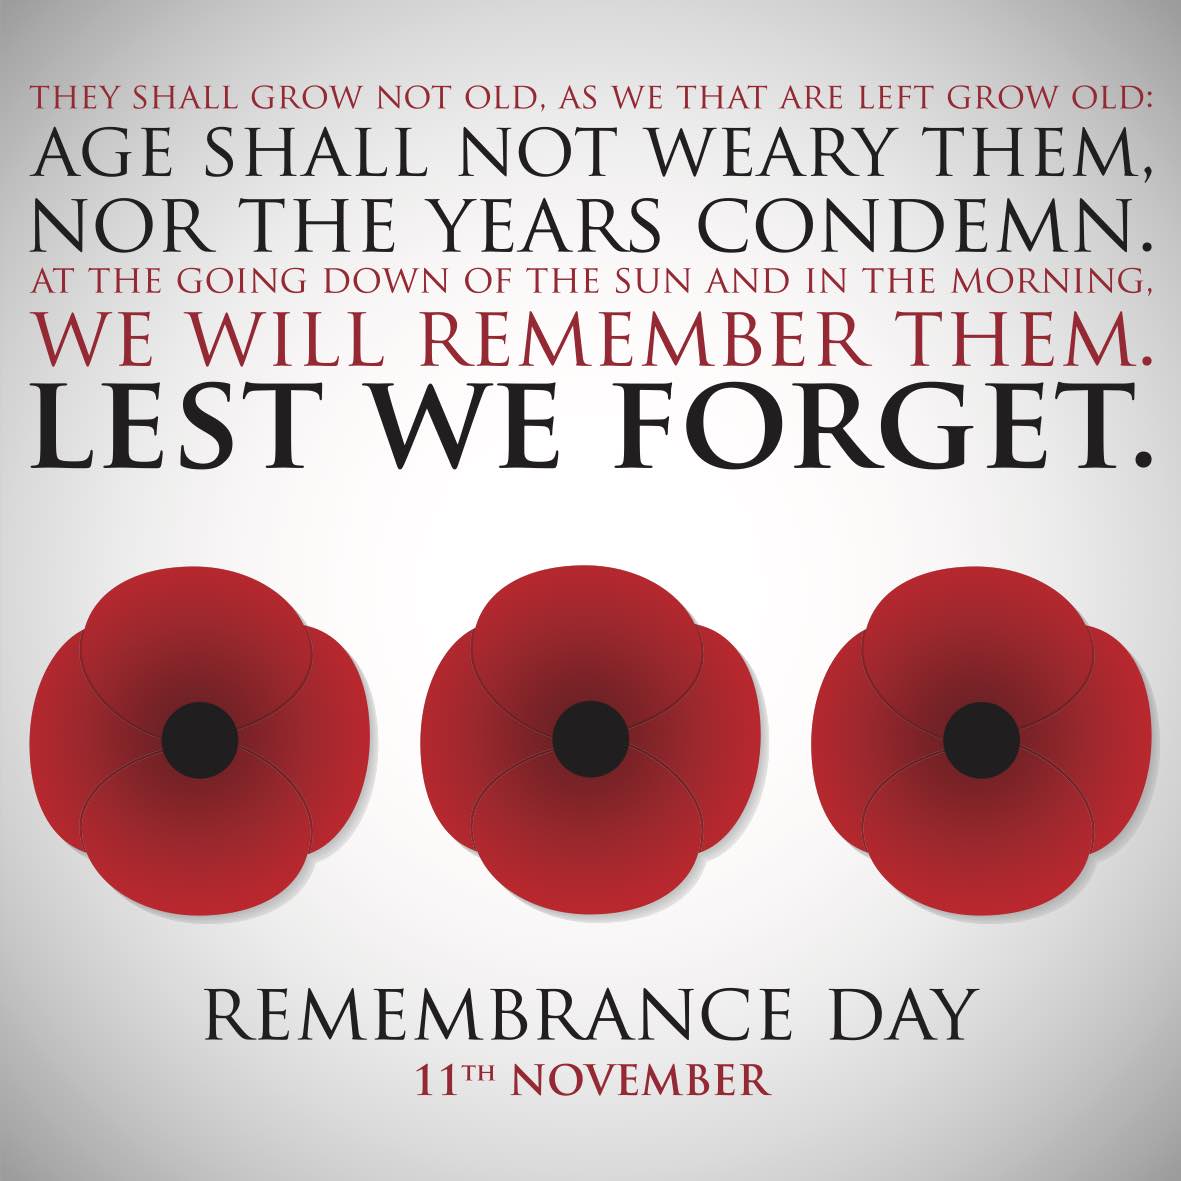 THEY SHALL GROW NOT OLD, AS WE THAT ARE LEFT GROW OLD:
AGE SHALL NOT WEARY THEM,
NOR THE YEARS CONDEMN.
AT THE GOING DOWN OF THE SUN AND IN THE MORNING,
WE WILL REMEMBER THEM.
LEST WE FORGET.
REMEMBRANCE DAY
11TH NOVEMBER